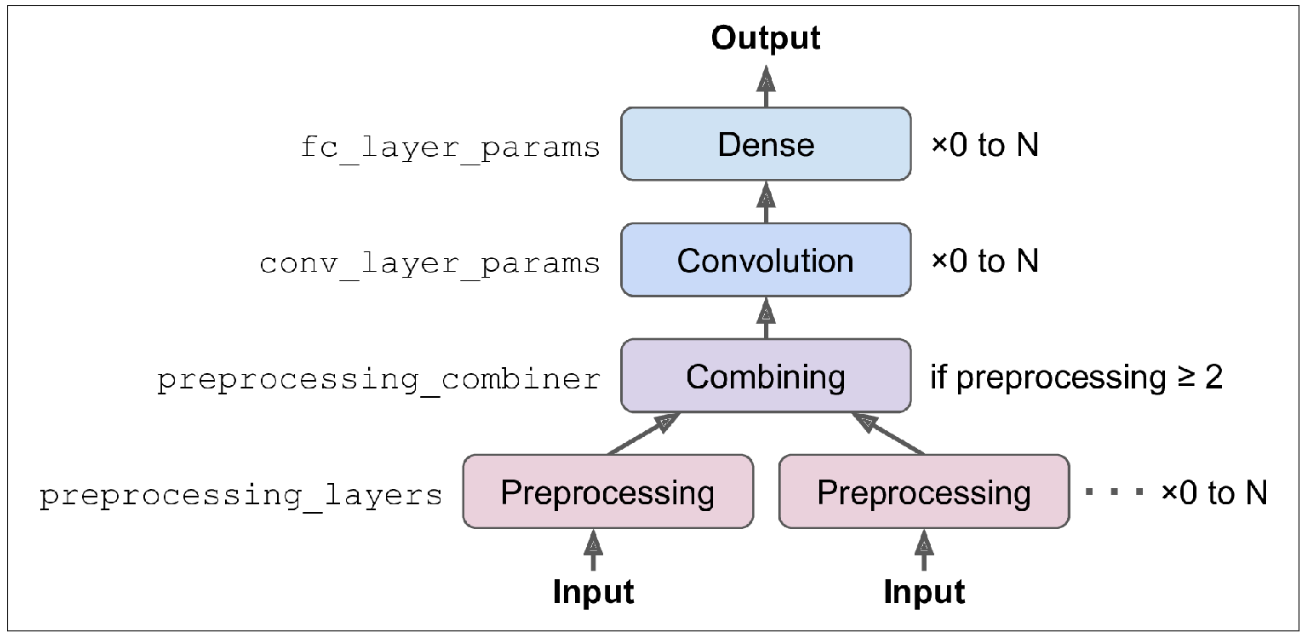 Output
fc_layer_params Dense ×0 to N
conv_layer_params Convolution ×0 to N
preprocessing_combiner Combining if preprocessing ≥ 2
preprocessing_layers Preprocessing Preprocessing · · · ×0 to N
Input Input